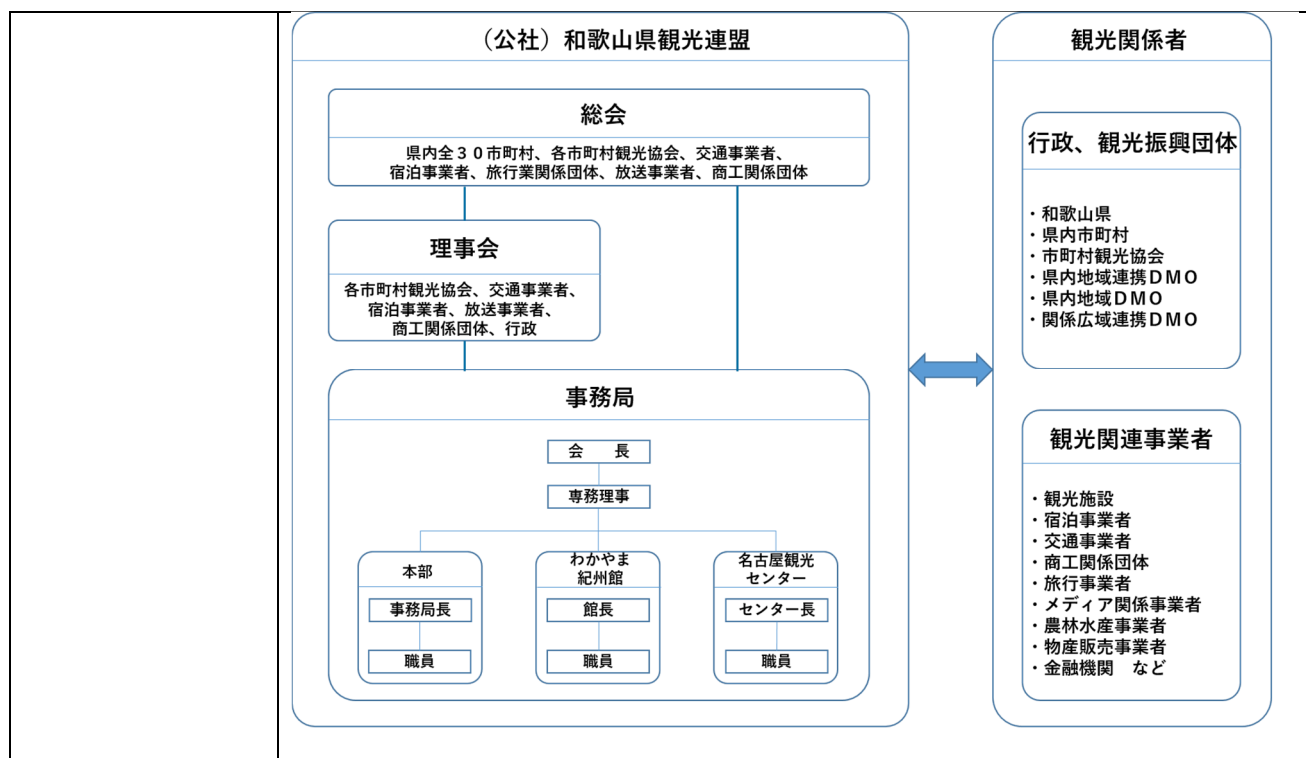 （公社）和歌山県観光連盟
総会
県内全３０市町村、各市町村観光協会、交通事業者、
宿泊事業者、旅行業関係団体、放送事業者、商工関係団体
理事会
各市町村観光協会、交通事業者、
宿泊事業者、放送事業者、
商工関係団体、行政
事務局
会　　長
専務理事
本部
事務局長
職員
わかやま
紀州館
館長
職員
名古屋観光
センター
センター長
職員
観光関係者
行政、観光振興団体
・和歌山県
・県内市町村
・市町村観光協会
・県内地域連携ＤＭＯ
・県内地域ＤＭＯ
・関係広域連携ＤＭＯ
観光関連事業者
・観光施設
・宿泊事業者
・交通事業者
・商工関係団体
・旅行事業者
・メディア関係事業者
・農林水産事業者
・物産販売事業者
・金融機関　など